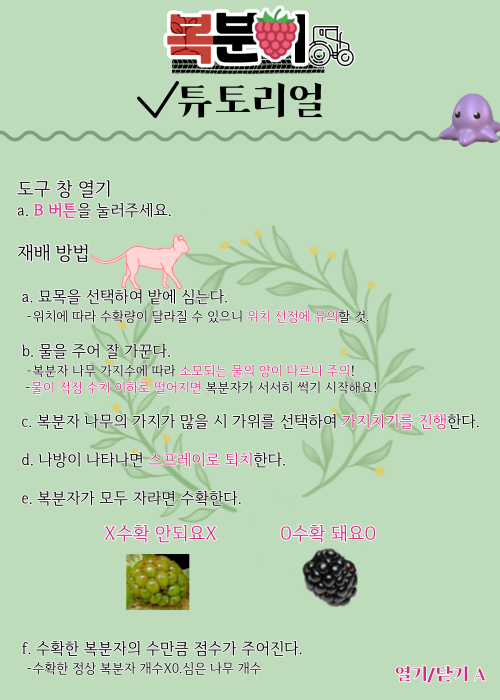 복분이
튜토리얼
도구 창 열기
a. B 버튼을 눌러주세요.
재배 방법
a. 묘목을 선택하여 밭에 심는다.
-위치에 따라 수확량이 달라질 수 있으니 위치 선정에 유의할 것.
b. 물을 주어 잘 가꾼다.
-복분자 나무 가지수에 따라 소모되는 물의 양이 다르니 주의!
-물이 적정 수치 이하로 떨어지면 복분자가 서서히 썩기 시작해요!
c. 복분자 나무의 가지가 많을 시 가위를 선택하여 가지치기를 진행한다.
d. 나방이 나타나면 스프레이로 퇴치한다.
e. 복분자가 모두 자라면 수확한다.
X수확 안되요X O수확 돼요O
f. 수확한 복분자의 수만큼 점수가 주어진다.
-수확한 정상 복분자 개수X0.심은 나무 개수
열기/닫기 A